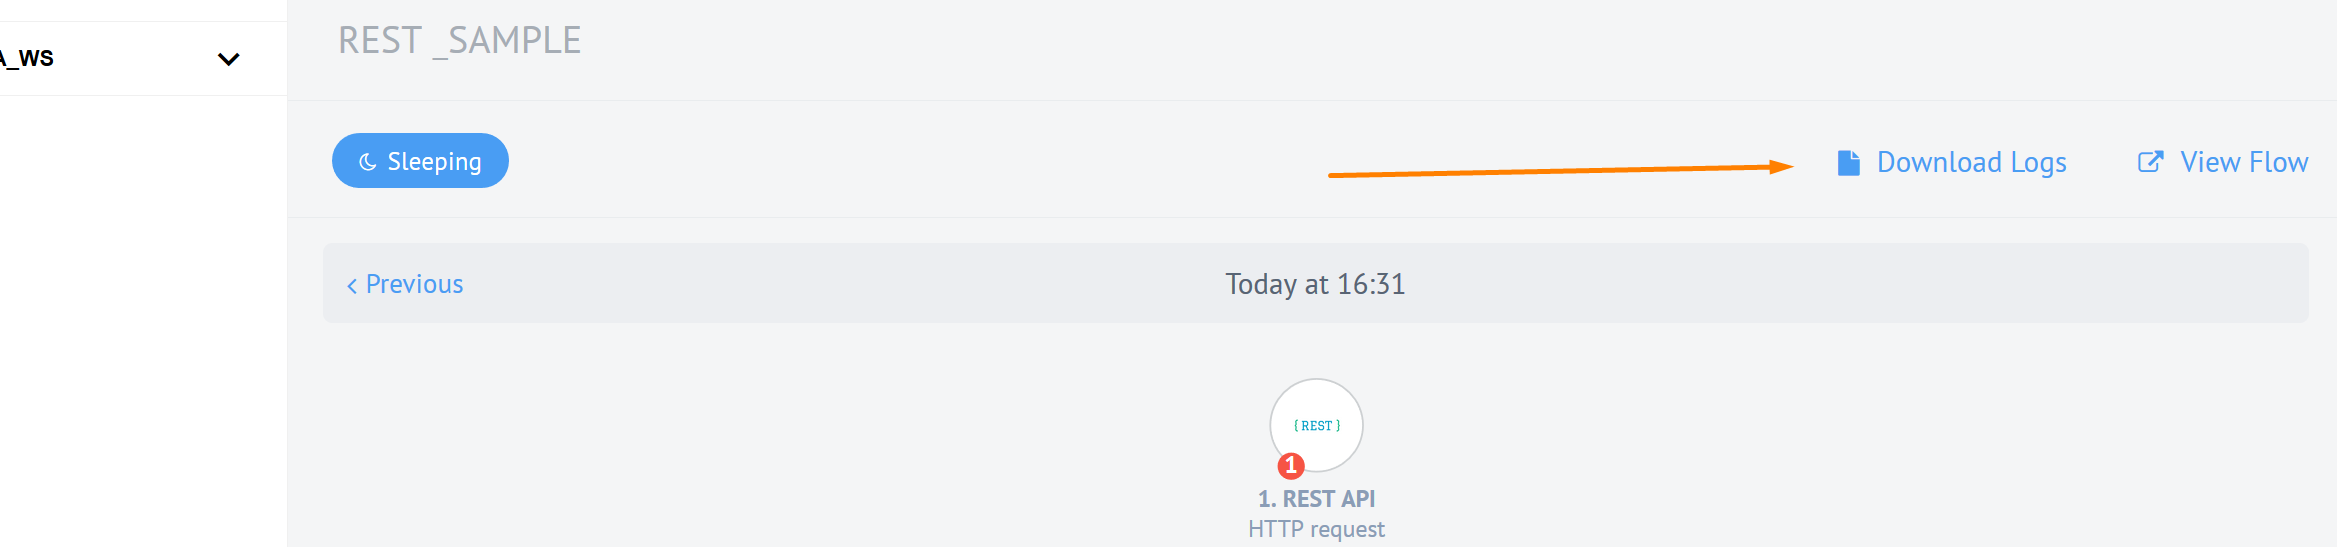 REST _SAMPLE
A_WS
Sleeping
Download Logs
View Flow
Previous
Today at 16:31
{ REST }
1
1. REST API
HTTP request